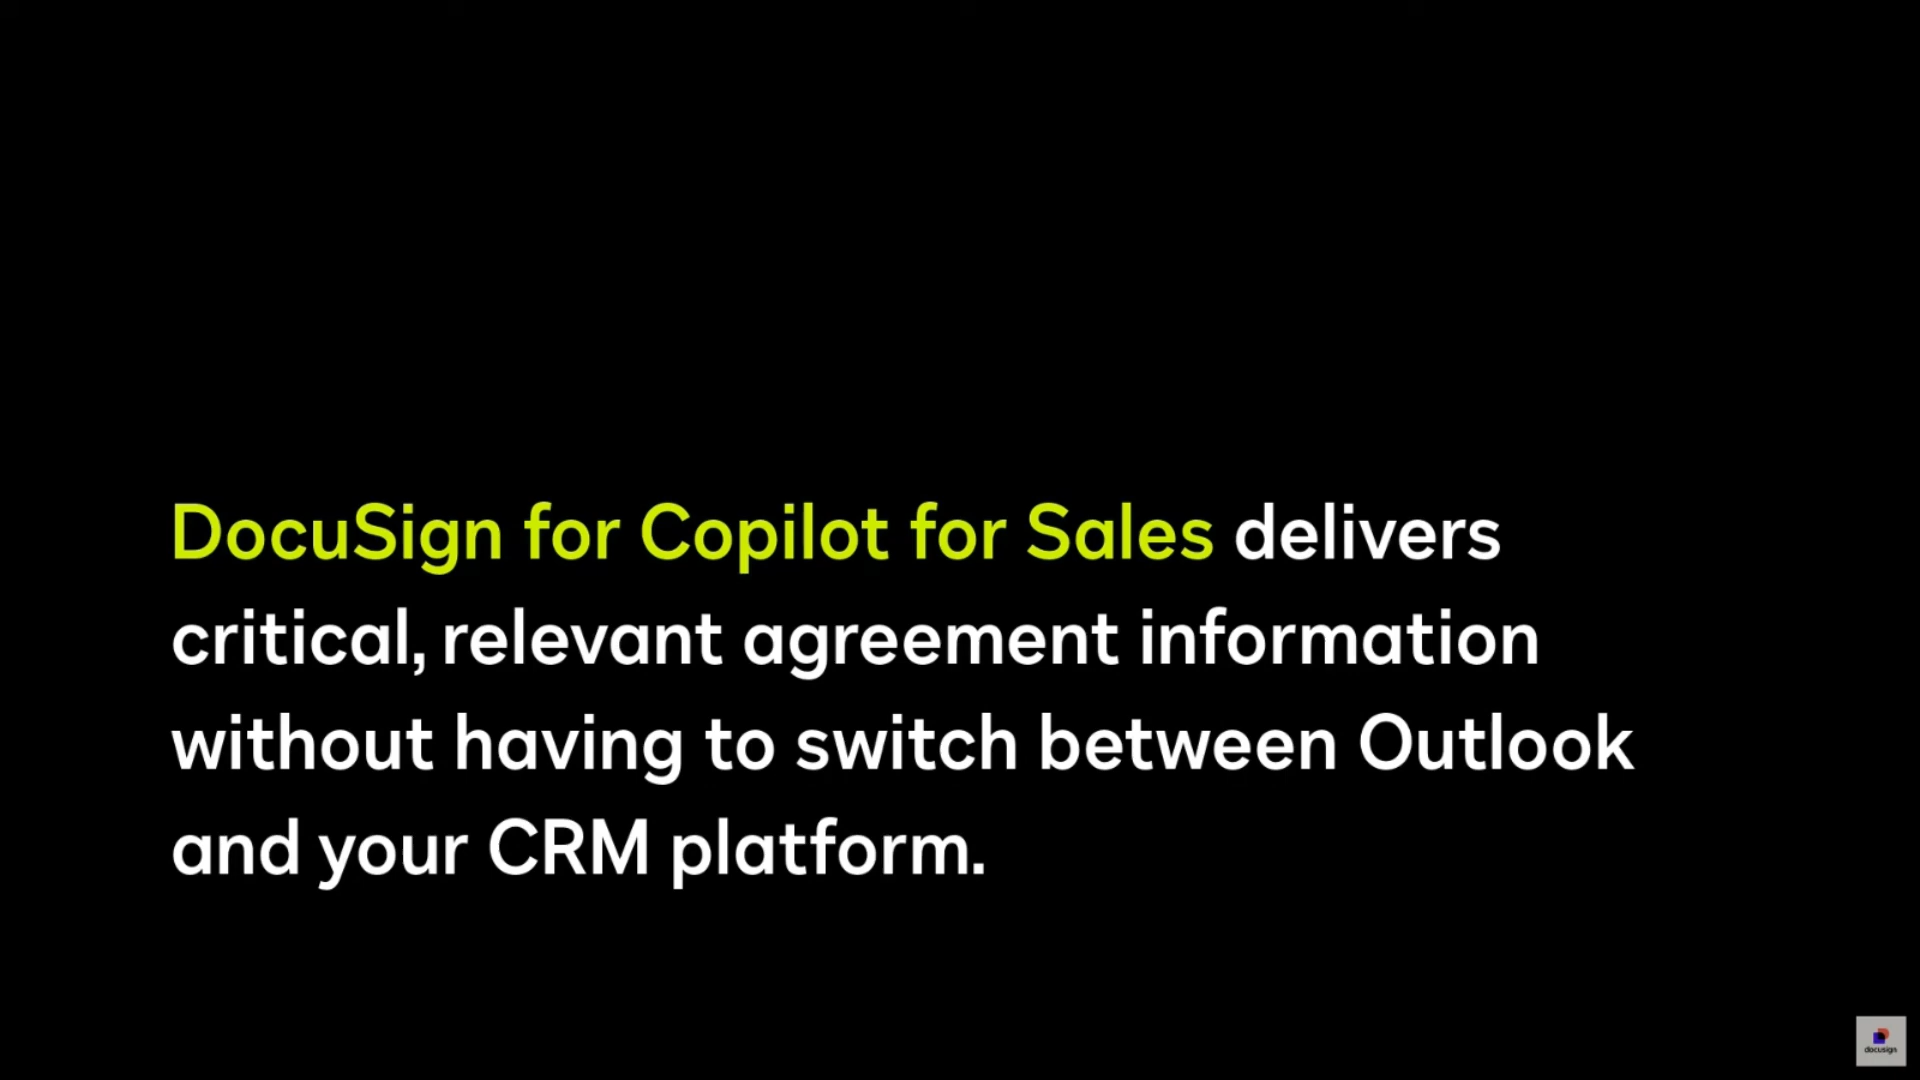 DocuSign for Copilot for Sales delivers
critical, relevant agreement information
without having to switch between Outlook
and your CRM platform.
docusign